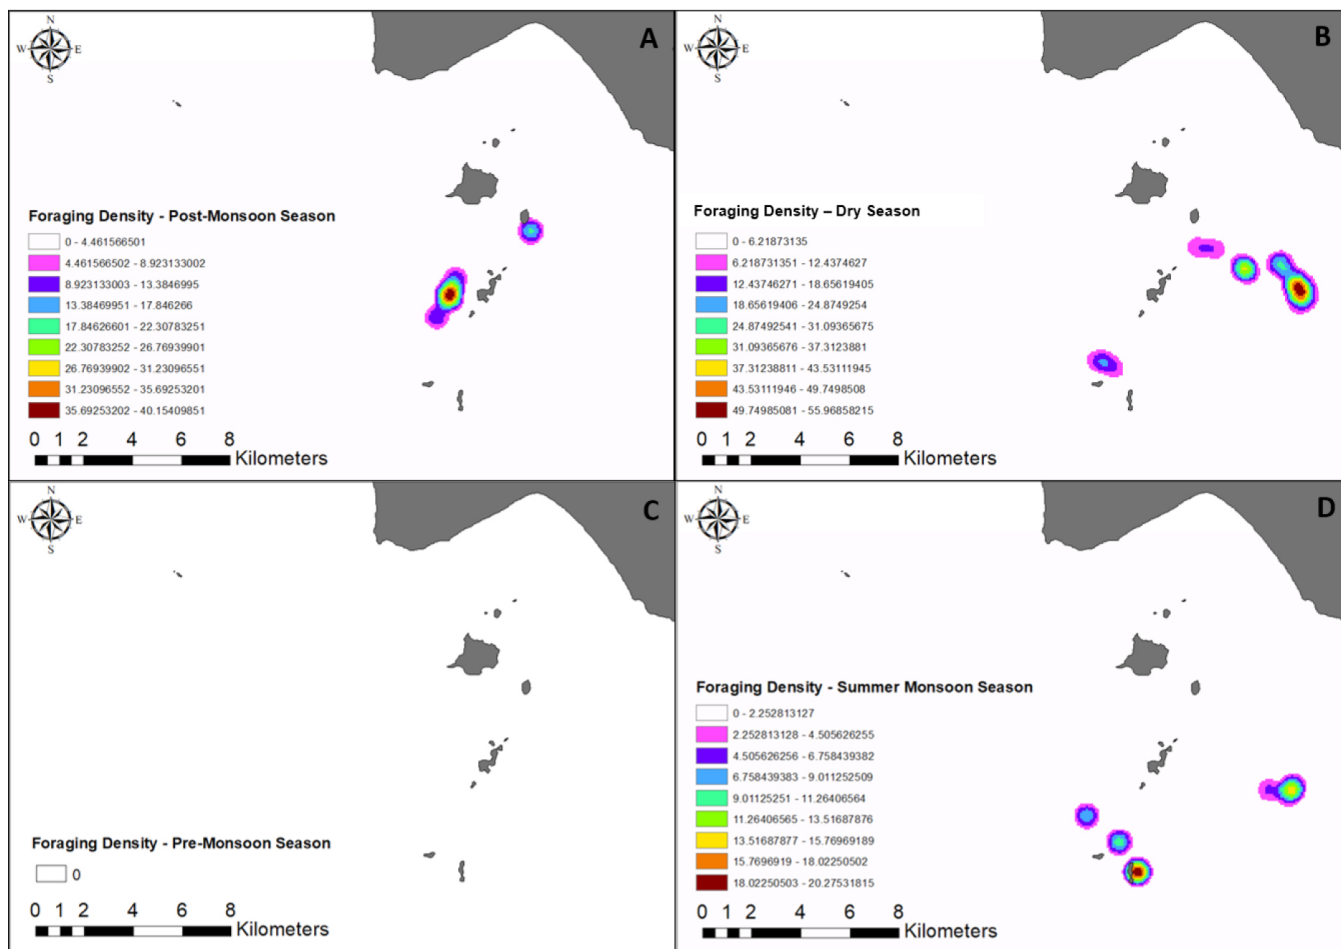 A
N
W E
S
Foraging Density - Post-Monsoon Season
0 - 4.461566501
4.461566502 - 8.923133002
8.923133003 - 13.3846995
13.38469951 - 17.846266
17.84626601 - 22.30783251
22.30783252 - 26.76939901
26.76939902 - 31.23096551
31.23096552 - 35.69253201
35.69253202 - 40.15409851
0 1 2 4 6 8
Kilometers
B
N
W E
S
Foraging Density – Dry Season
0 - 6.21873135
6.218731351 - 12.4374627
12.43746271 - 18.65619405
18.65619406 - 24.8749254
24.87492541 - 31.09365675
31.09365676 - 37.3123881
37.31238811 - 43.53111945
43.53111946 - 49.7498508
49.74985081 - 55.96858215
0 1 2 4 6 8
Kilometers
C
N
W E
S
Foraging Density - Pre-Monsoon Season
0
0 1 2 4 6 8
Kilometers
D
N
W E
S
Foraging Density - Summer Monsoon Season
0 - 2.252813127
2.252813128 - 4.505626255
4.505626256 - 6.758439382
6.758439383 - 9.011252509
9.01125251 - 11.26406564
11.26406565 - 13.51687876
13.51687877 - 15.76969189
15.7696919 - 18.02250502
18.02250503 - 20.27531815
0 1 2 4 6 8
Kilometers